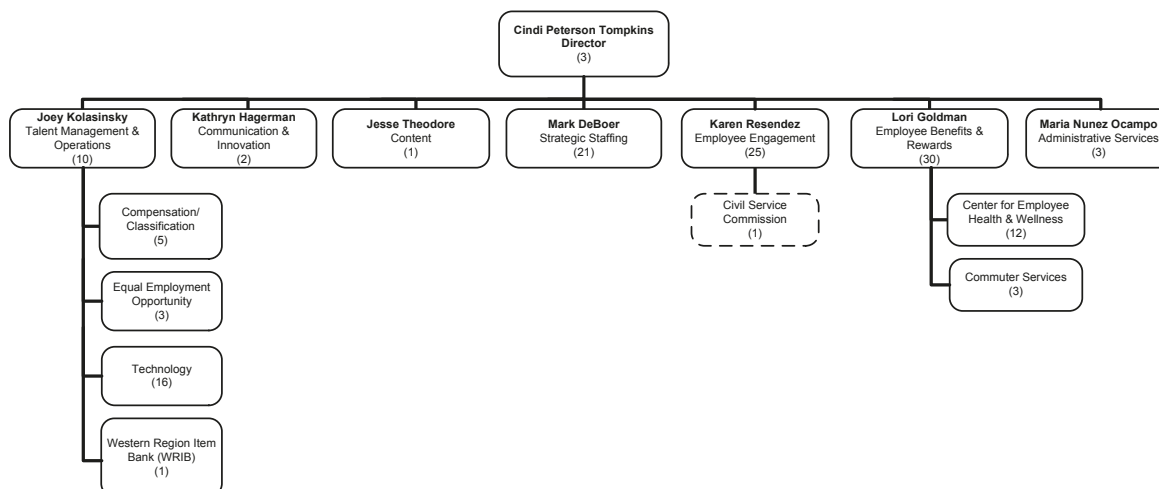 Cindi Peterson Tompkins
Director
(3)
Joey Kolasinsky
Talent Management &
Operations
(10)
Kathryn Hagerman
Communication &
Innovation
(2)
Jesse Theodore
Content
(1)
Mark DeBoer
Strategic Staffing
(21)
Karen Resendez
Employee Engagement
(25)
Lori Goldman
Employee Benefits &
Rewards
(30)
Maria Nunez Ocampo
Administrative Services
(3)
Compensation/
Classification
(5)
Equal Employment
Opportunity
(3)
Technology
(16)
Western Region Item
Bank (WRIB)
(1)
Civil Service
Commission
(1)
Center for Employee
Health & Wellness
(12)
Commuter Services
(3)